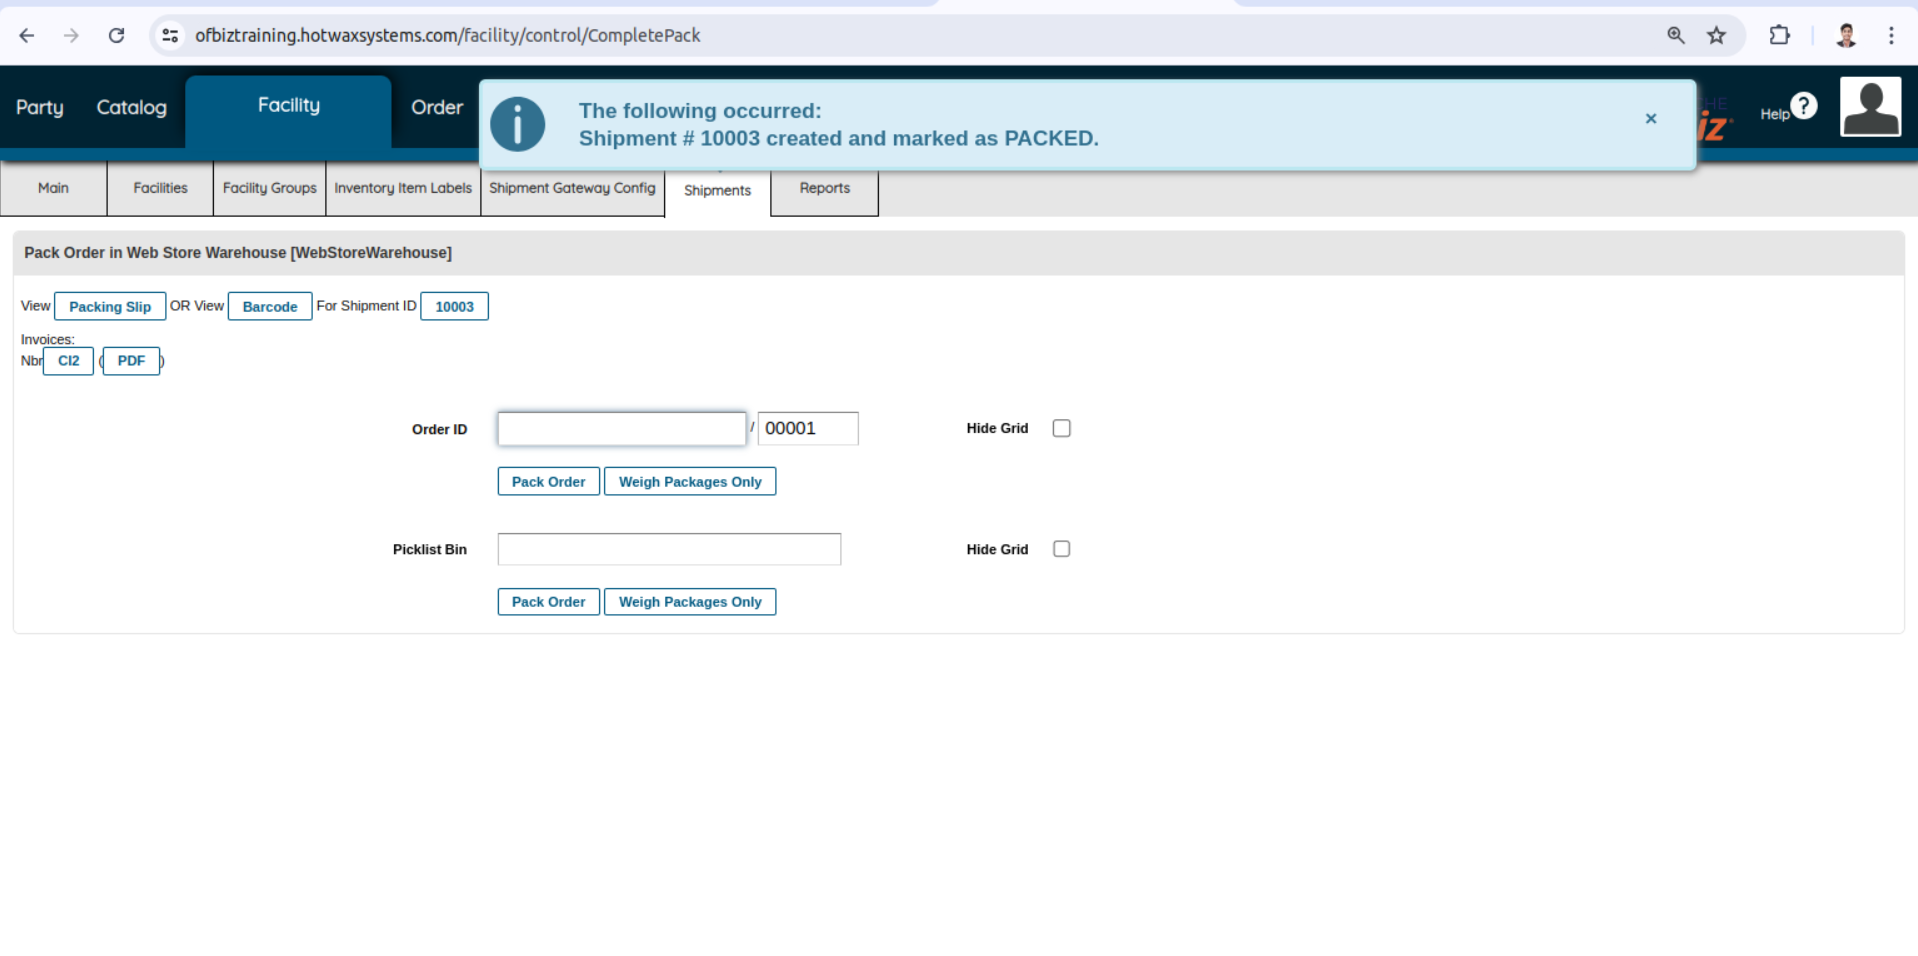 ofbiztraining.hotwaxsystems.com/facility/control/CompletePack
Party Catalog Facility Order
The following occurred:
Shipment # 10003 created and marked as PACKED.
×
HE
iz
Help ?
Main Facilities Facility Groups Inventory Item Labels Shipment Gateway Config Shipments Reports
Pack Order in Web Store Warehouse [WebStoreWarehouse]
View Packing Slip OR View Barcode For Shipment ID 10003
Invoices:
Nbr CI2 ( PDF )
Order ID / 00001 Hide Grid
Pack Order Weigh Packages Only
Picklist Bin Hide Grid
Pack Order Weigh Packages Only